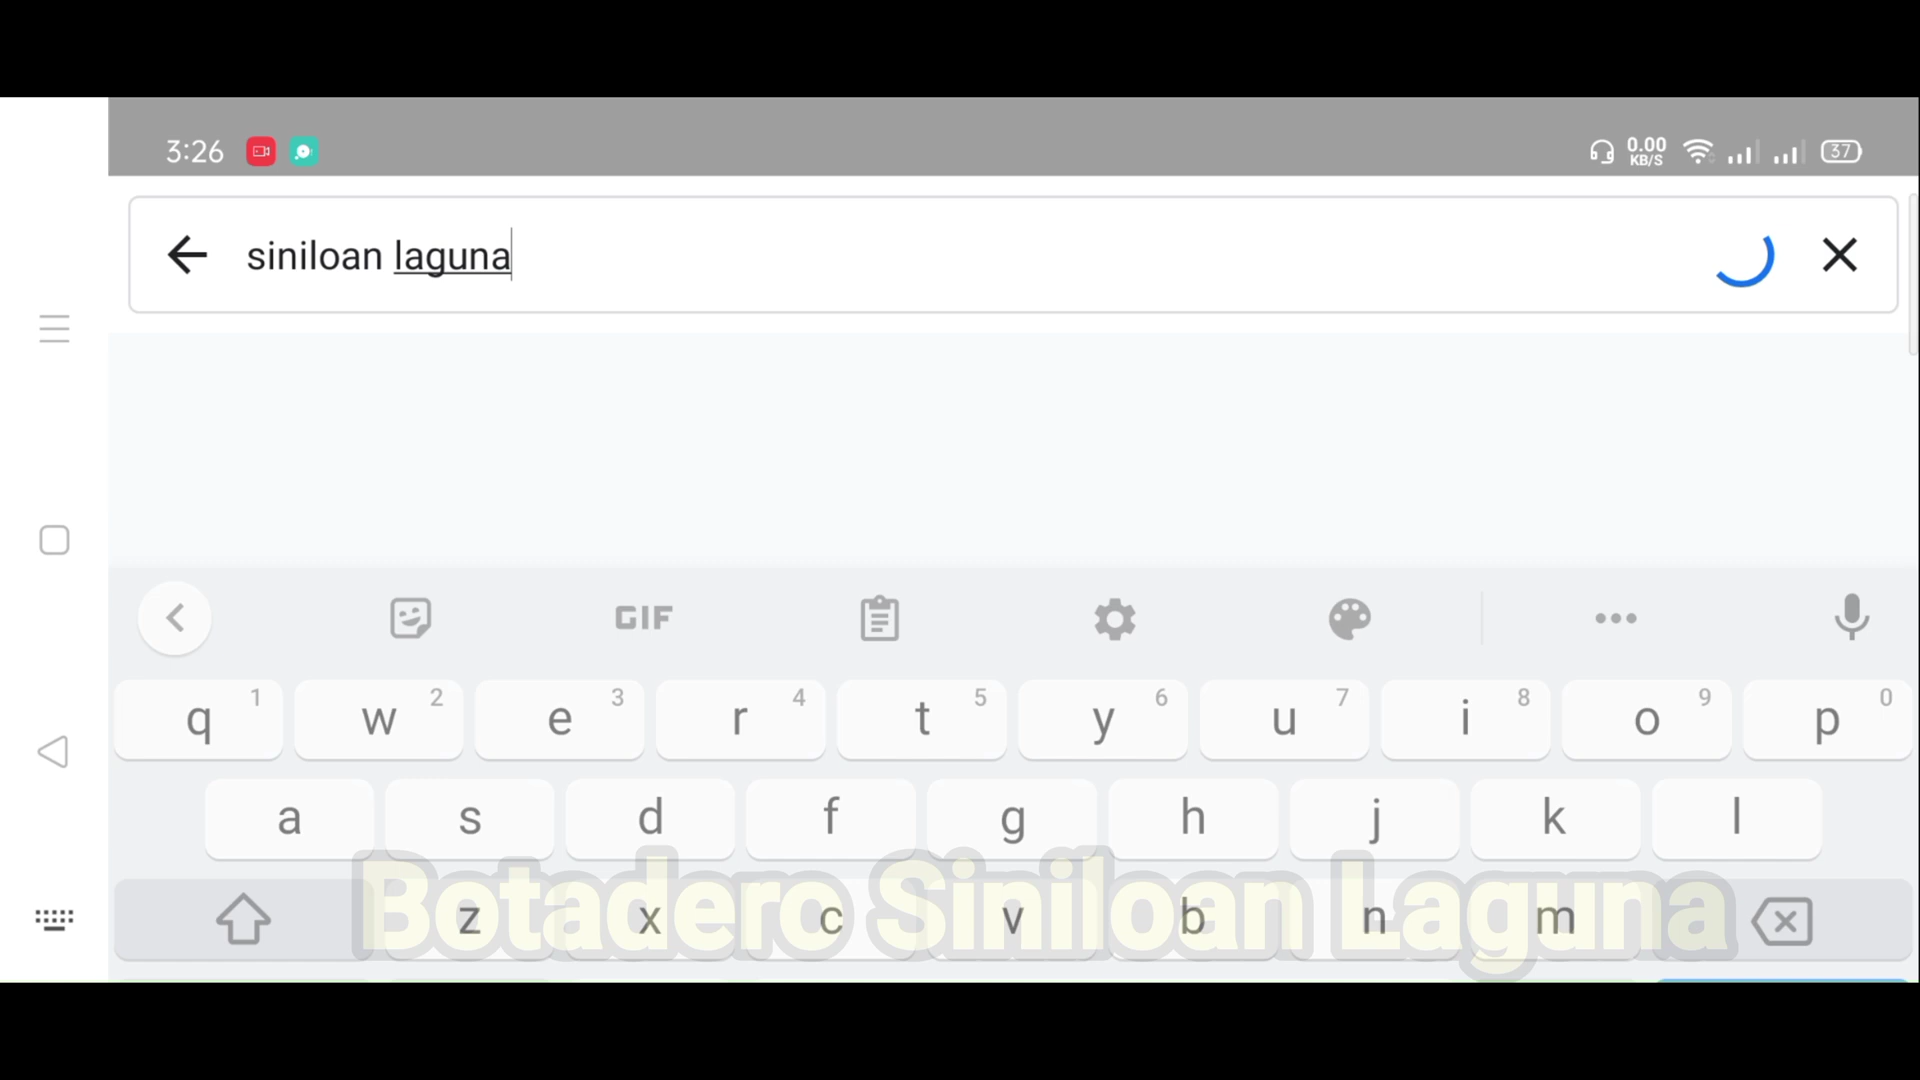 3:26
0.00
KB/S
37
siniloan laguna
GIF
q 1 w 2 e 3 r 4 t 5 y 6 u 7 i 8 o 9 p 0
a s d f g h j k l
z x c v b n m
Botadero Siniloan Laguna